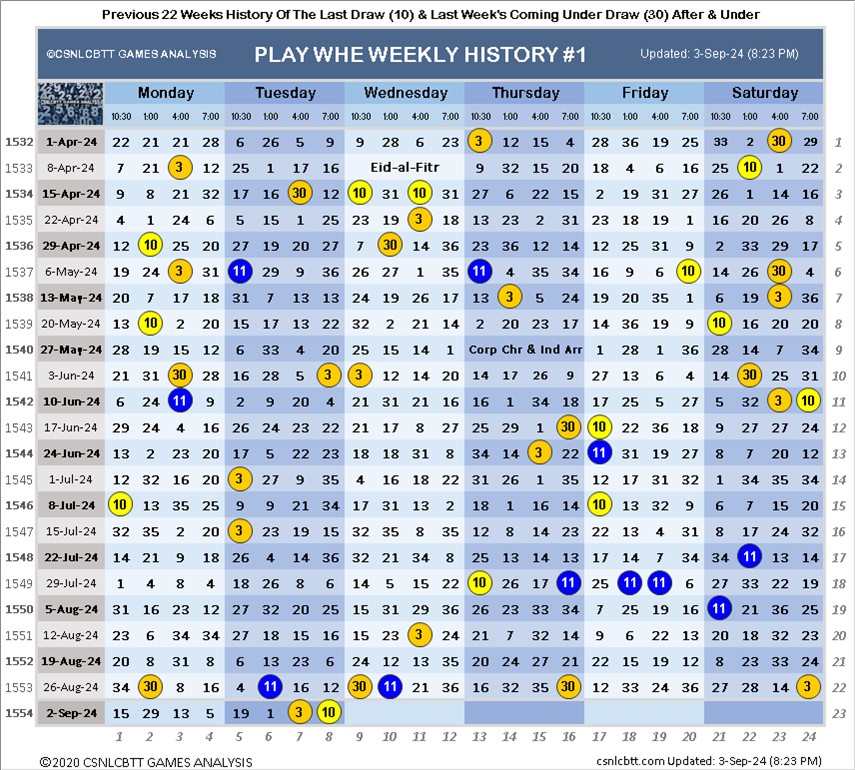 Previous 22 Weeks History Of The Last Draw (10) & Last Week's Coming Under Draw (30) After & Under
©CSNLCBTT GAMES ANALYSIS PLAY WHE WEEKLY HISTORY #1 Updated: 3-Sep-24 (8:23 PM)
Monday Tuesday Wednesday Thursday Friday Saturday
CSNLCBTT GAMES ANALYSIS 10:30 1:00 4:00 7:00 10:30 1:00 4:00 7:00 10:30 1:00 4:00 7:00 10:30 1:00 4:00 7:00 10:30 1:00 4:00 7:00 10:30 1:00 4:00 7:00
1532 1-Apr-24 22 21 21 28 6 26 5 9 9 28 6 23 3 12 15 4 28 36 19 25 33 2 30 29 1
1533 8-Apr-24 7 21 3 12 25 1 17 16 Eid-al-Fitr 9 32 15 20 18 4 6 16 25 10 1 22 2
1534 15-Apr-24 9 8 21 32 17 16 30 12 10 31 10 31 27 6 22 15 2 19 31 27 26 1 14 16 3
1535 22-Apr-24 4 1 24 6 5 15 1 25 23 19 3 18 13 23 2 31 23 18 19 1 16 20 26 8 4
1536 29-Apr-24 12 10 25 20 27 19 20 27 7 30 14 36 23 36 12 14 12 25 31 9 2 33 29 17 5
1537 6-May-24 19 24 3 31 11 29 9 36 26 27 1 35 11 4 35 34 16 9 6 10 14 26 30 4 6
1538 13-May-24 20 7 17 18 31 7 13 13 24 19 26 17 13 3 5 24 19 20 35 1 6 19 3 36 7
1539 20-May-24 13 10 2 20 15 17 13 22 32 2 21 14 2 20 23 17 14 36 19 9 10 16 20 20 8
1540 27-May-24 28 19 15 12 6 33 4 20 25 15 14 1 Corp Chr & Ind Arr 1 28 1 36 28 14 7 34 9
1541 3-Jun-24 21 31 3 28 16 28 5 3 3 12 14 20 14 17 26 9 27 13 6 4 14 30 25 31 10
1542 10-Jun-24 6 24 11 9 2 9 20 4 21 31 21 16 16 1 34 18 17 25 5 27 5 32 3 10 11
1543 17-Jun-24 29 24 4 16 26 24 23 22 21 17 8 27 25 29 1 30 10 22 36 18 9 27 27 24 12
1544 24-Jun-24 13 2 23 20 17 5 22 23 18 18 31 8 34 14 3 22 11 31 19 27 8 7 20 12 13
1545 1-Jul-24 12 32 16 20 3 27 35 9 4 16 18 22 31 26 1 35 12 17 31 32 1 34 35 34 14
1546 8-Jul-24 10 13 35 25 9 9 21 34 17 31 13 2 18 1 16 14 10 13 32 9 6 7 15 20 15
1547 15-Jul-24 32 35 2 20 3 23 19 15 32 35 8 35 12 8 14 23 22 13 4 31 8 17 24 32 16
1548 22-Jul-24 14 21 9 18 26 4 14 36 32 21 34 8 25 13 14 13 17 14 7 34 34 11 13 14 17
1549 29-Jul-24 1 4 8 4 18 26 8 6 14 5 15 22 10 26 17 11 25 11 11 6 27 33 22 19 18
1550 5-Aug-24 31 16 23 12 27 32 20 25 15 31 29 36 26 23 33 34 7 25 19 16 11 21 36 25 19
1551 12-Aug-24 23 6 34 34 27 18 15 16 15 23 3 24 21 7 32 14 9 6 22 13 20 18 32 23 20
1552 19-Aug-24 20 8 31 8 6 13 23 6 24 12 13 35 20 24 27 21 22 15 19 12 8 23 33 24 21
1553 26-Aug-24 34 30 8 16 4 11 16 12 30 10 21 36 16 32 35 30 12 33 24 36 27 28 14 3 22
1554 2-Sep-24 15 29 13 5 19 1 3 10 23
1 2 3 4 5 6 7 8 9 10 11 12 13 14 15 16 17 18 19 20 21 22 23 24
©2020 CSNLCBTT GAMES ANALYSIS csnlcbtt.com Updated: 3-Sep-24 (8:23 PM)